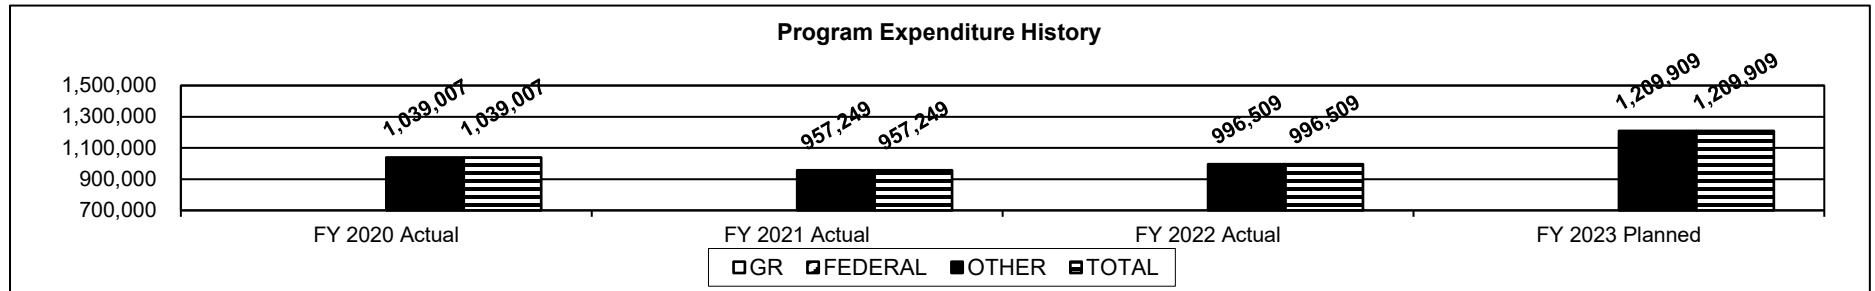 Program Expenditure History
1,500,000
1,300,000
1,100,000
900,000
700,000
1,039,007
1,039,007
957,249
957,249
996,509
996,509
1,209,909
1,209,909
FY 2020 Actual
FY 2021 Actual
FY 2022 Actual
FY 2023 Planned
GR FEDERAL OTHER TOTAL